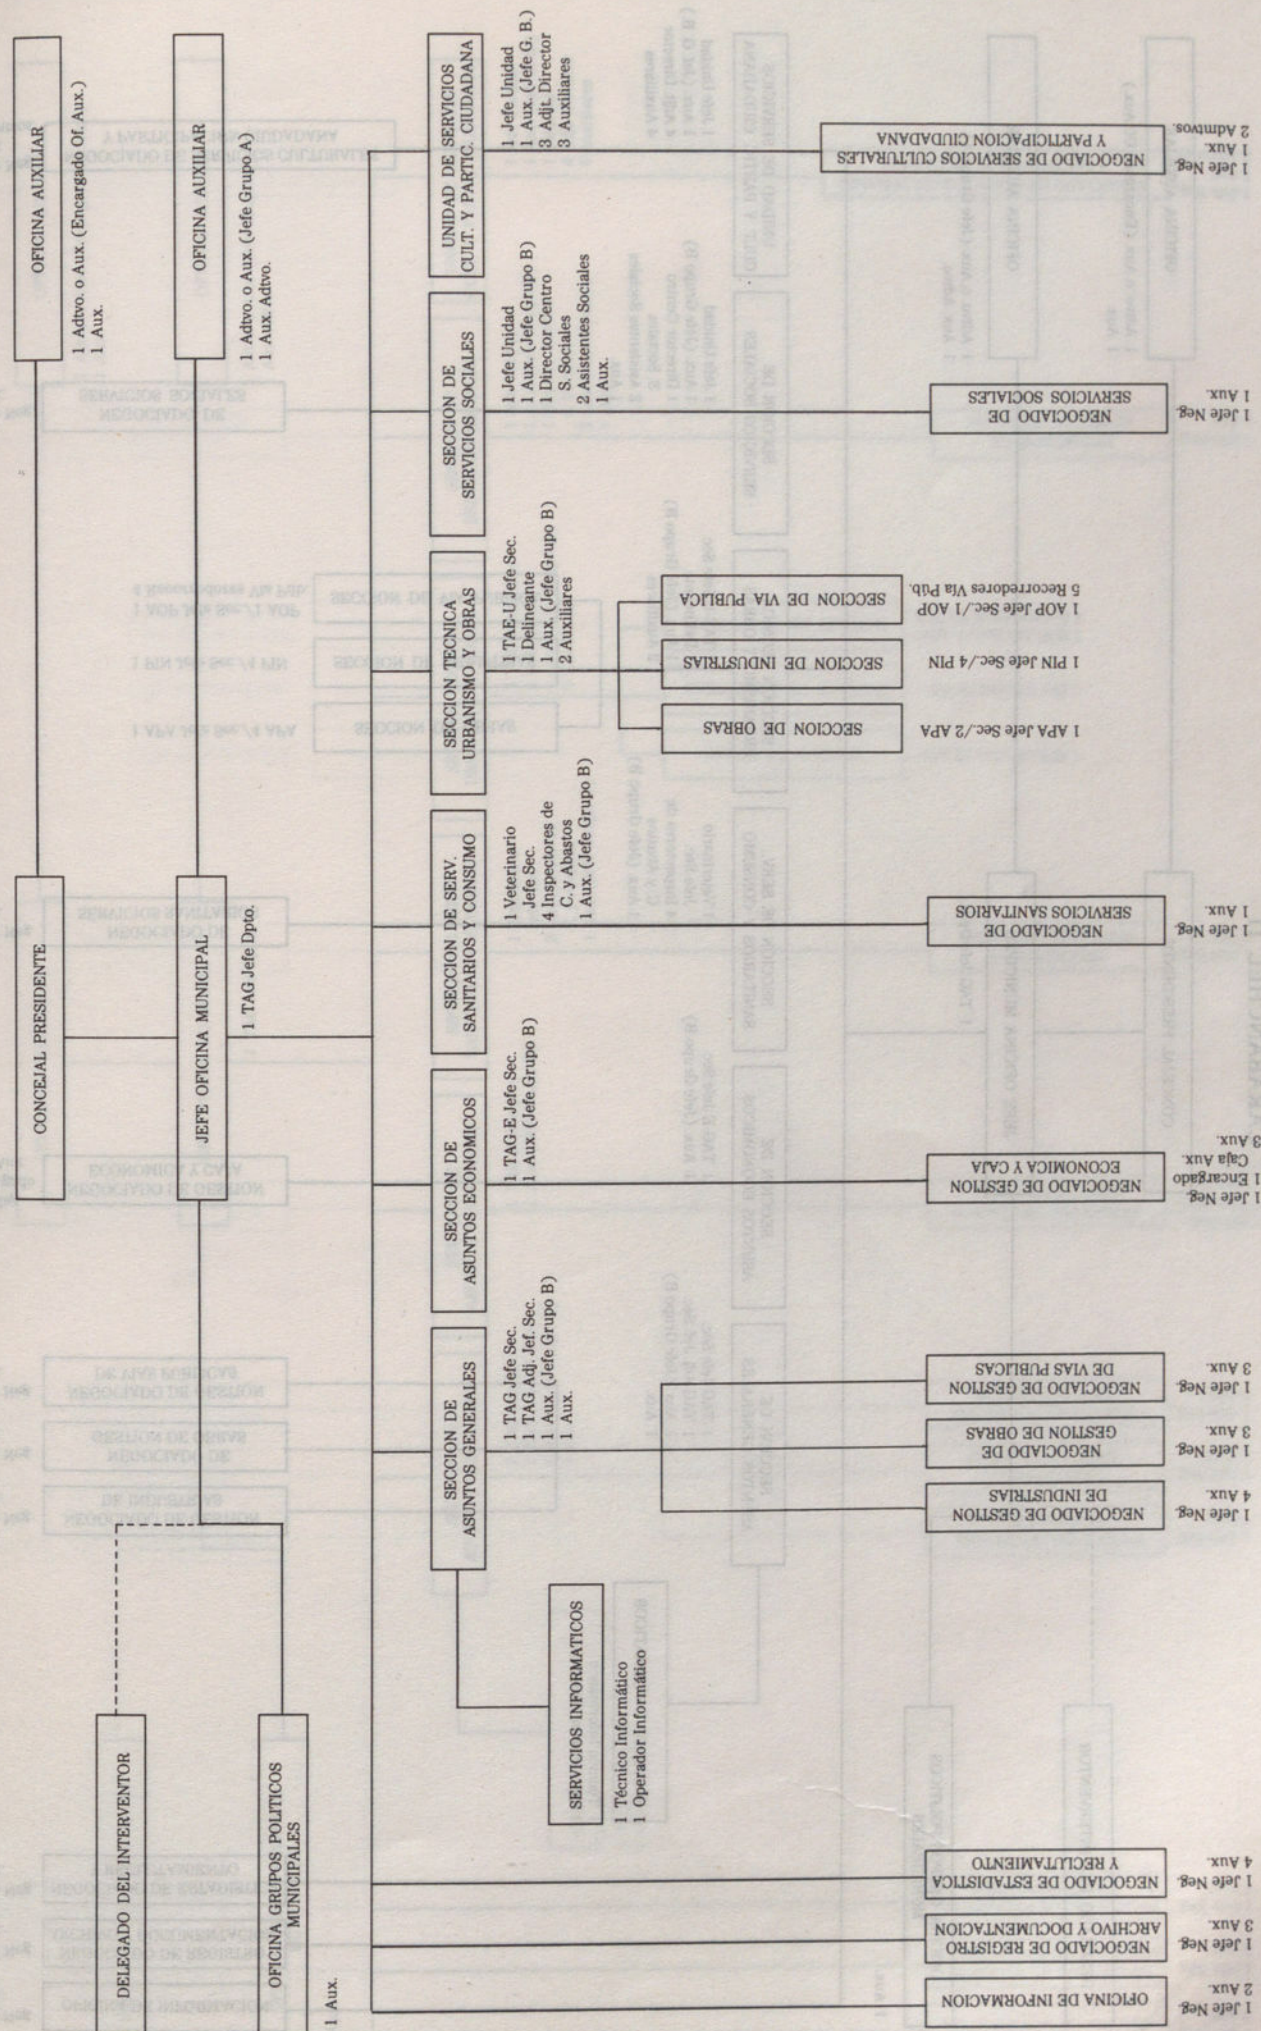 CONCEJAL PRESIDENTE
OFICINA AUXILIAR
1 Adtvo. o Aux. (Encargado Of. Aux.)
1 Aux.
JEFE OFICINA MUNICIPAL
1 TAG Jefe Dpto.
OFICINA AUXILIAR
1 Adtvo. o Aux. (Jefe Grupo A)
1 Aux. Adtvo.
DELEGADO DEL INTERVENTOR
OFICINA GRUPOS POLITICOS
MUNICIPALES
1 Aux.
SECCION DE
ASUNTOS GENERALES
1 TAG Jefe Sec.
1 TAG Adj. Jef. Sec.
1 Aux. (Jefe Grupo B)
1 Aux.
SECCION DE
ASUNTOS ECONOMICOS
1 TAG-E Jefe Sec.
1 Aux. (Jefe Grupo B)
SECCION DE SERV.
SANITARIOS Y CONSUMO
1 Veterinario
Jefe Sec.
4 Inspectores de
C. y Abastos
1 Aux. (Jefe Grupo B)
SECCION TECNICA
URBANISMO Y OBRAS
1 TAE-U Jefe Sec.
1 Delineante
1 Aux. (Jefe Grupo B)
2 Auxiliares
SECCION DE
SERVICIOS SOCIALES
1 Jefe Unidad
1 Aux. (Jefe Grupo B)
1 Director Centro
S. Sociales
2 Asistentes Sociales
1 Aux.
UNIDAD DE SERVICIOS
CULT. Y PARTIC. CIUDADANA
1 Jefe Unidad
1 Aux. (Jefe G. B.)
3 Adjt. Director
3 Auxiliares
SERVICIOS INFORMATICOS
1 Técnico Informático
1 Operador Informático
SECCION DE OBRAS
1 APA Jefe Sec./2 APA
SECCION DE INDUSTRIAS
1 PIN Jefe Sec./4 PIN
SECCION DE VIA PUBLICA
1 AOP Jefe Sec./1 AOP
5 Recorredores Vía Púb.
OFICINA DE INFORMACION
1 Jefe Neg.
2 Aux.
NEGOCIADO DE REGISTRO
ARCHIVO Y DOCUMENTACION
1 Jefe Neg.
3 Aux.
NEGOCIADO DE ESTADISTICA
Y RECLUTAMIENTO
1 Jefe Neg.
4 Aux.
NEGOCIADO DE GESTION
DE INDUSTRIAS
1 Jefe Neg.
4 Aux.
NEGOCIADO DE
GESTION DE OBRAS
1 Jefe Neg.
3 Aux.
NEGOCIADO DE GESTION
DE VIAS PUBLICAS
1 Jefe Neg.
3 Aux.
NEGOCIADO DE GESTION
ECONOMICA Y CAJA
1 Jefe Neg.
1 Encargado
Caja Aux.
3 Aux.
NEGOCIADO DE
SERVICIOS SANITARIOS
1 Jefe Neg.
1 Aux.
NEGOCIADO DE
SERVICIOS SOCIALES
1 Jefe Neg.
1 Aux.
NEGOCIADO DE SERVICIOS CULTURALES
Y PARTICIPACION CIUDADANA
1 Jefe Neg.
1 Aux.
2 Admtvos.